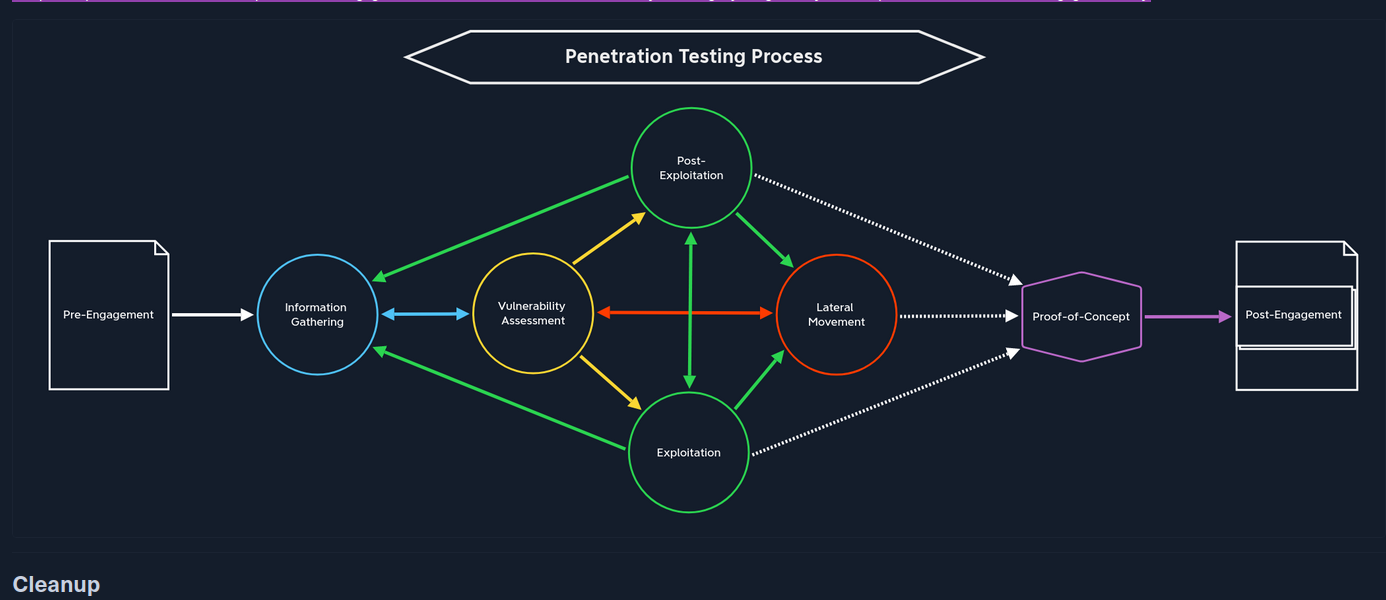 Penetration Testing Process
Post-
Exploitation
Pre-Engagement
Information
Gathering
Vulnerability
Assessment
Lateral
Movement
Proof-of-Concept
Post-Engagement
Exploitation
Cleanup